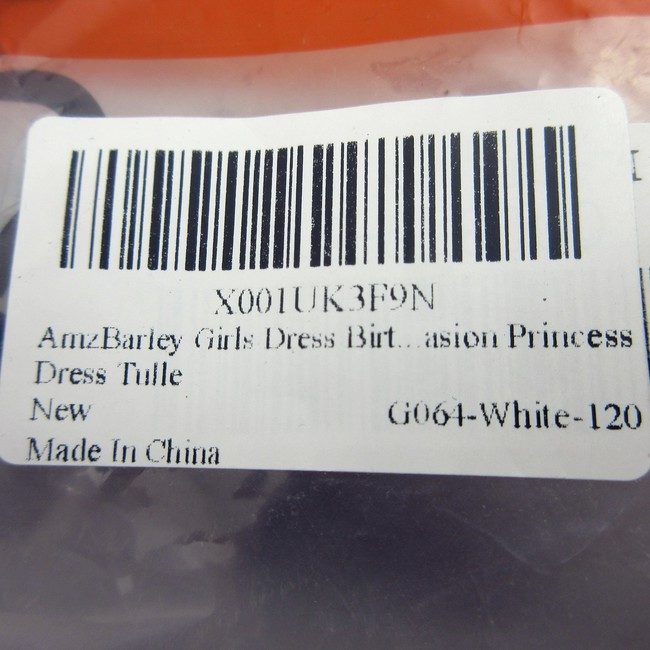 X001UK3F9N
AmzBarley Girls Dress Birt...asion Princess
Dress Tulle
New G064-White-120
Made In China